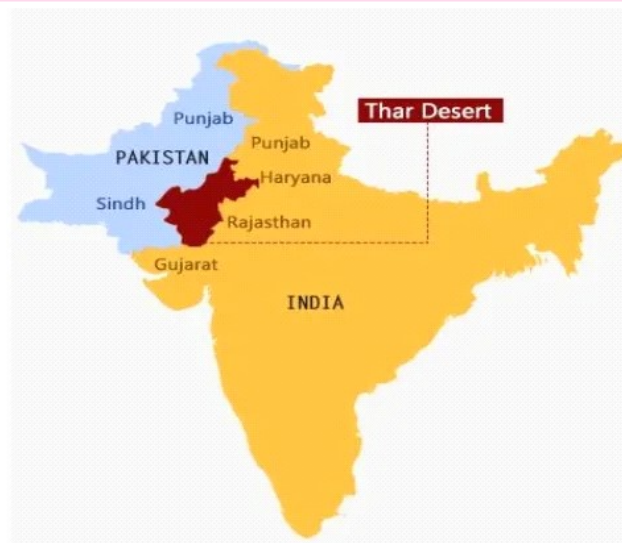 Thar Desert
Punjab
Punjab
PAKISTAN
Haryana
Sindh
Rajasthan
Gujarat
INDIA